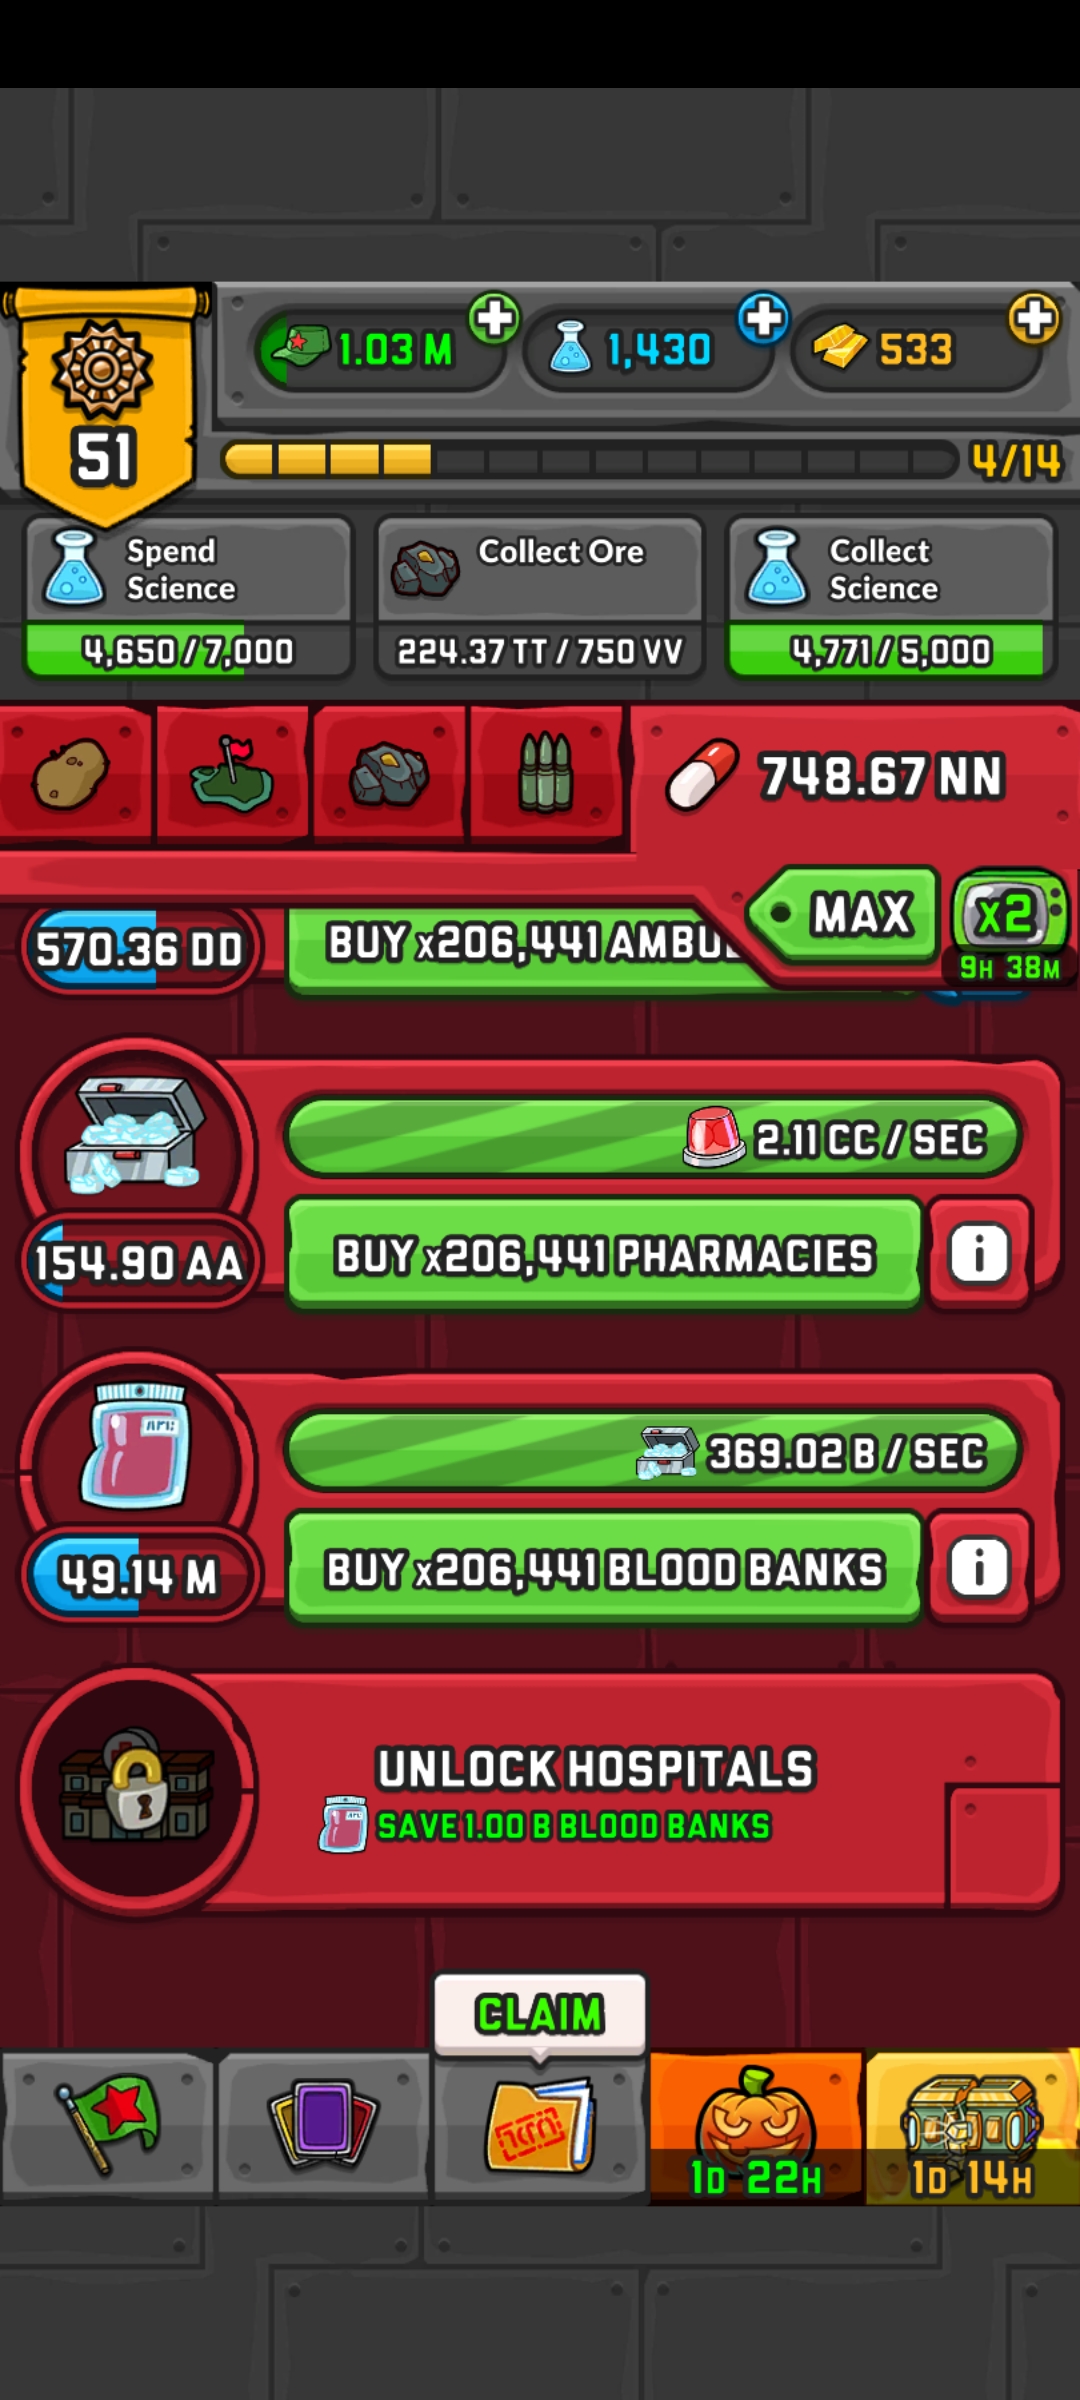 1.03 M
1,430
533
51
4/14
Spend
Science
4,650/7,000
Collect Ore
224.37 TT / 750 VV
Collect
Science
4,771/5,000
748.67 NN
MAX
x2
9H 38M
570.36 DD
BUY x206,441
1
2.11 CC / SEC
154.90 AA
BUY x206,441 PHARMACIES
i
369.02 B / SEC
49.14 M
BUY x206,441 BLOOD BANKS
i
UNLOCK HOSPITALS
SAVE 1.00 B BLOOD BANKS
CLAIM
1D 22H
1D 14H